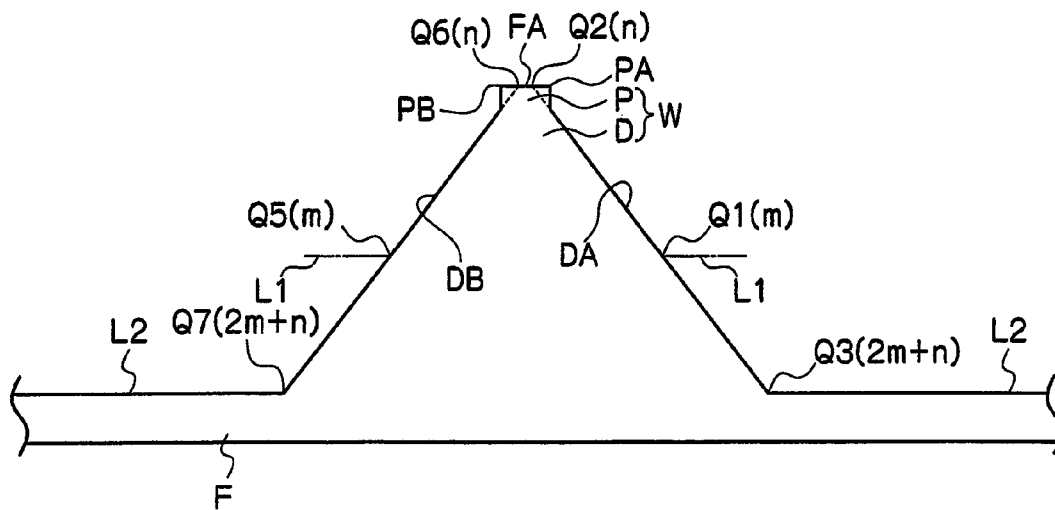 Q6(n) FA Q2(n)
PA
PB P
D } W
Q5(m) Q1(m)
L1 DB DA L1
Q7(2m+n)
L2 Q3(2m+n) L2
F